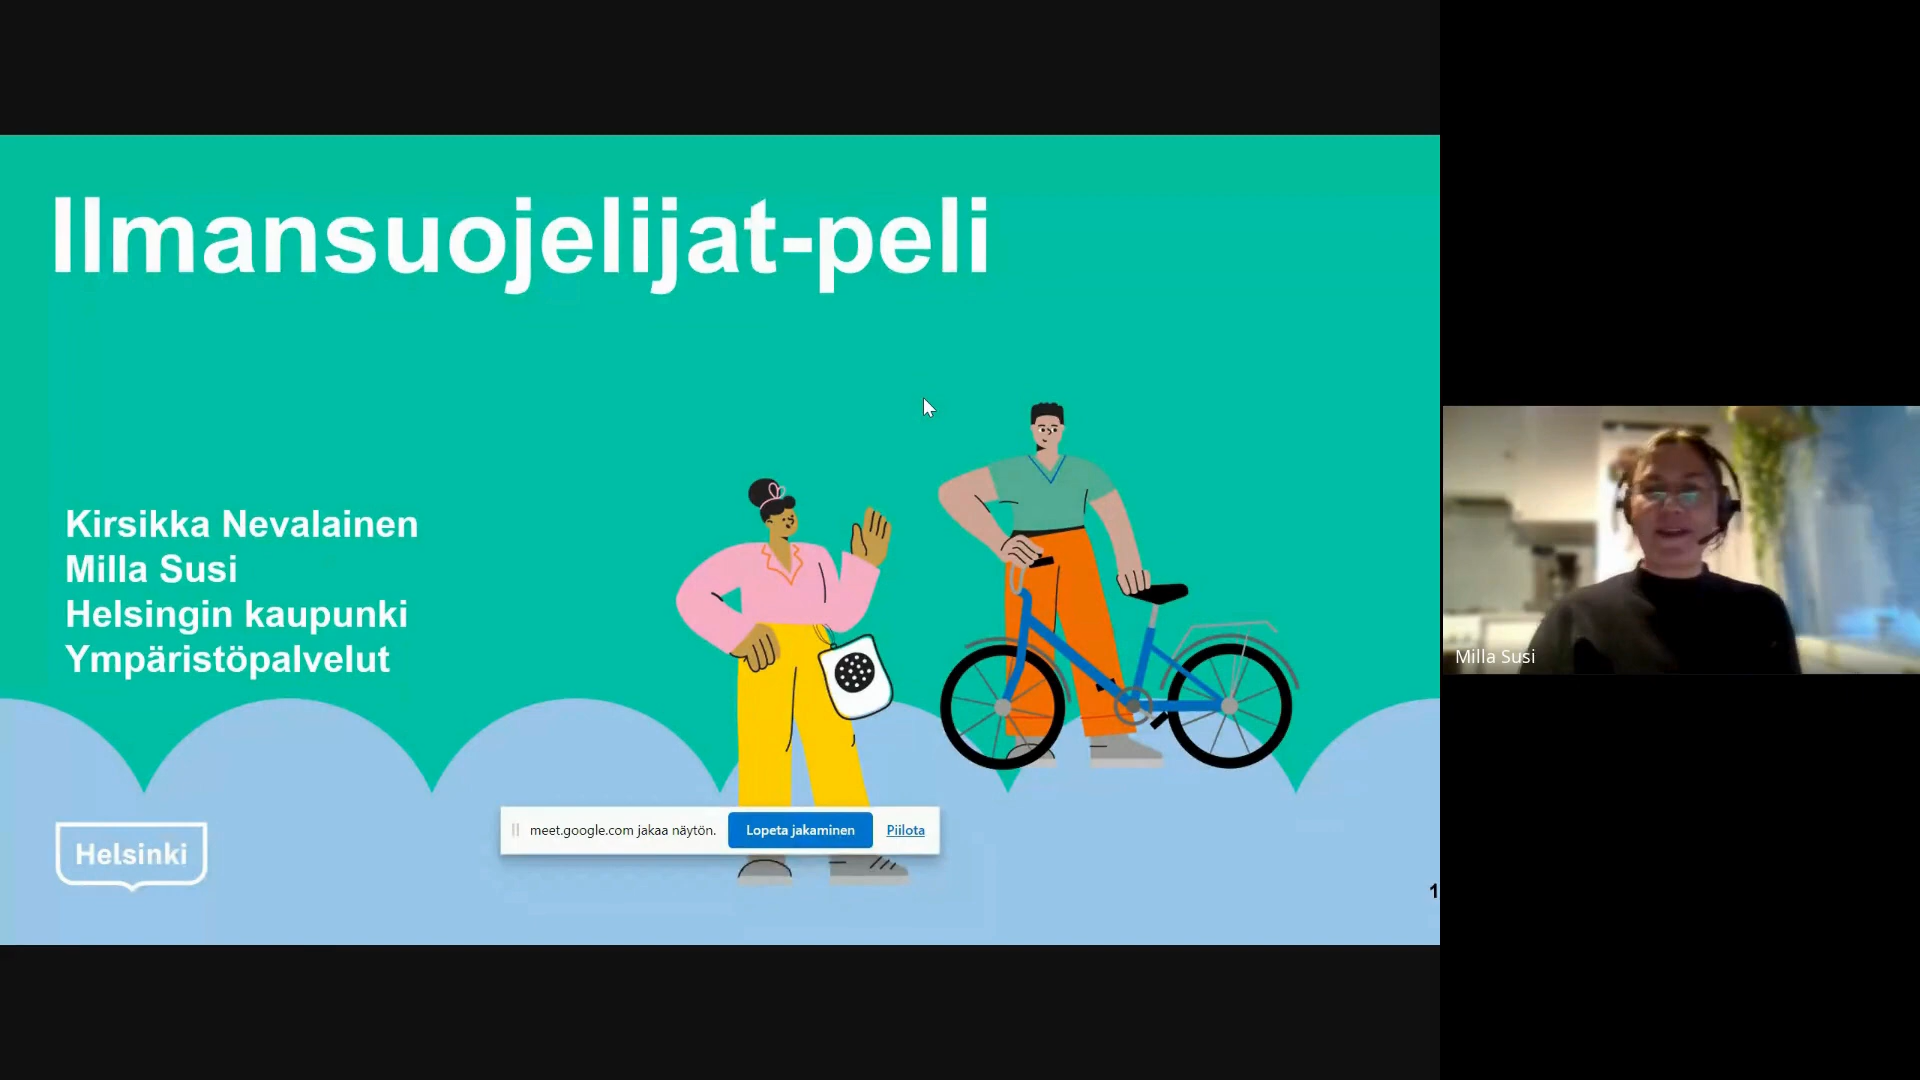 Ilmansuojelijat-peli
Kirsikka Nevalainen
Milla Susi
Helsingin kaupunki
Ympäristöpalvelut
Helsinki
meet.google.com jakaa näytön.
Lopeta jakaminen
Piilota
1
Milla Susi